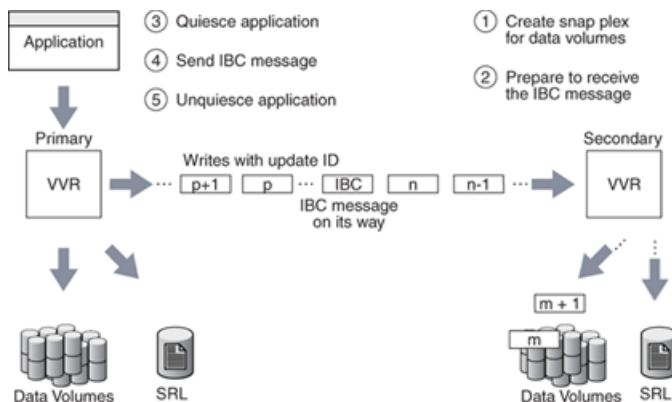 Application
③ Quiesce application
④ Send IBC message
⑤ Unquiesce application
① Create snap plex
for data volumes
② Prepare to receive
the IBC message
Primary
VVR
Writes with update ID
··· p+1 p ··· IBC n n-1 ···
IBC message
on its way
Secondary
VVR
m + 1
m
Data Volumes
SRL
Data Volumes
SRL